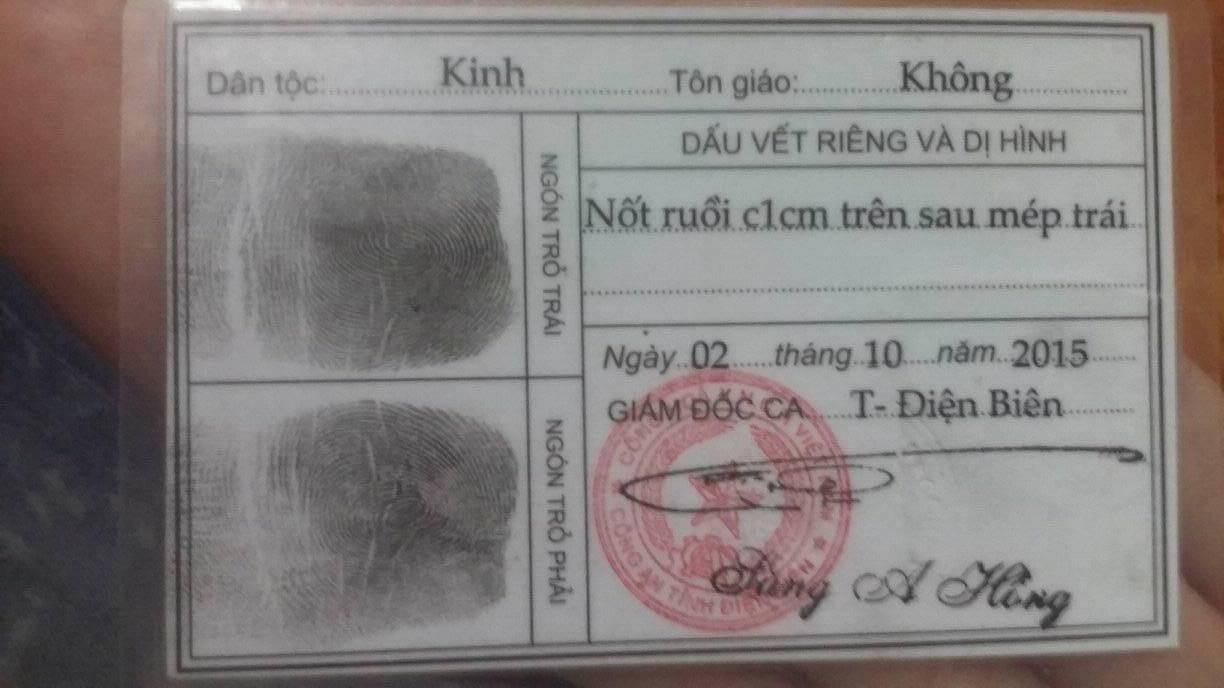 Dân tộc: Kinh Tôn giáo: Không
DẤU VẾT RIÊNG VÀ DỊ HÌNH
NGÓN TRỎ TRÁI
Nốt ruồi c1cm trên sau mép trái
Ngày 02 tháng 10 năm 2015
GIÁM ĐỐC CA T- Điện Biên
NGÓN TRỎ PHẢI
CÔNG AN TỈNH ĐIỆN BIÊN
A Hồng